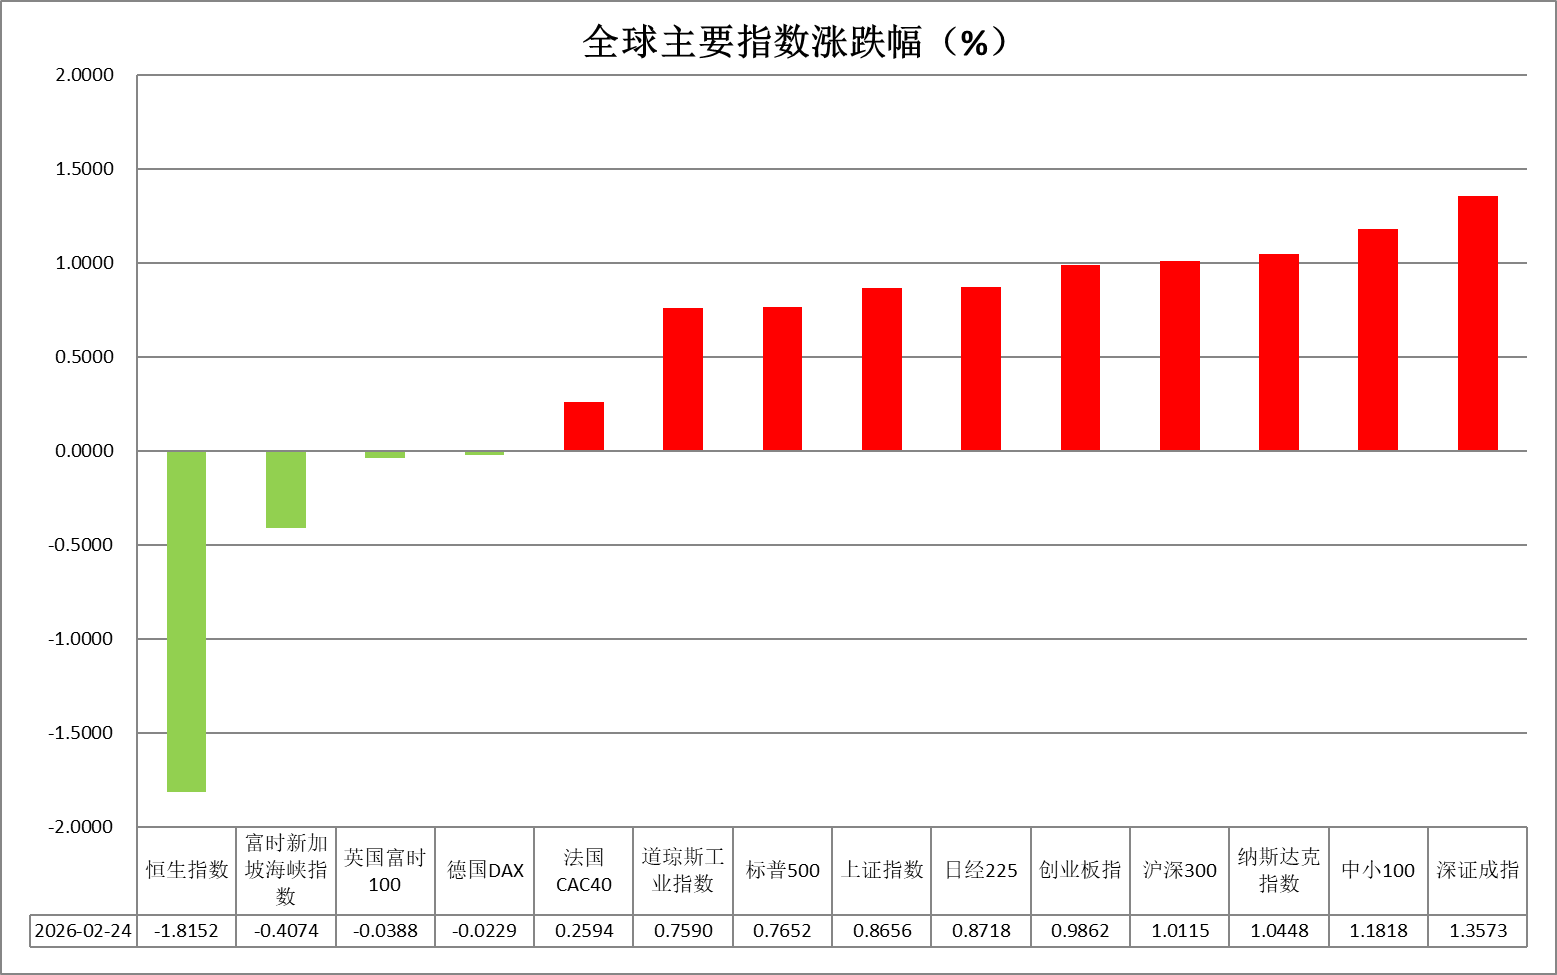 全球主要指数涨跌幅（%）
2.0000
1.5000
1.0000
0.5000
0.0000
-0.5000
-1.0000
-1.5000
-2.0000
恒生指数
富时新加
坡海峡指
数
英国富时
100
德国DAX
法国
CAC40
道琼斯工
业指数
标普500
上证指数
日经225
创业板指
沪深300
纳斯达克
指数
中小100
深证成指
2026-02-24 -1.8152 -0.4074 -0.0388 -0.0229 0.2594 0.7590 0.7652 0.8656 0.8718 0.9862 1.0115 1.0448 1.1818 1.3573